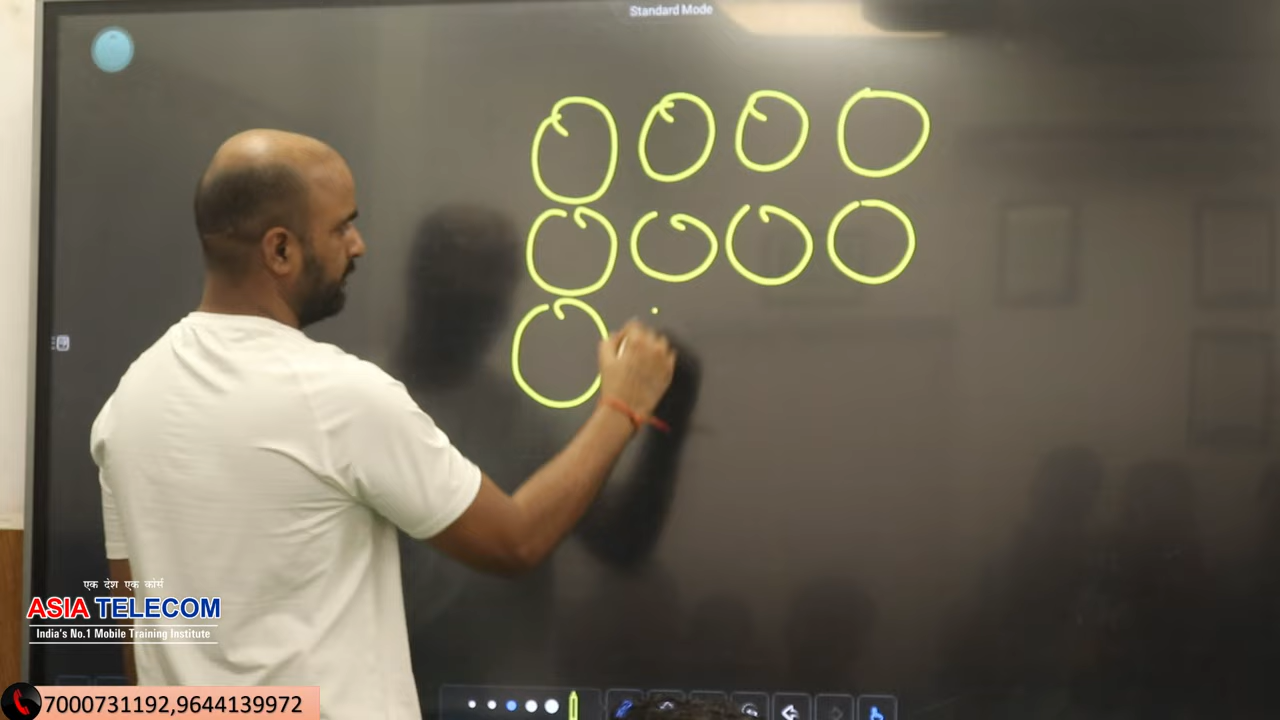 Standard Mode
एक देश एक कोर्स
ASIA TELECOM
India's No.1 Mobile Training Institute
7000731192,9644139972